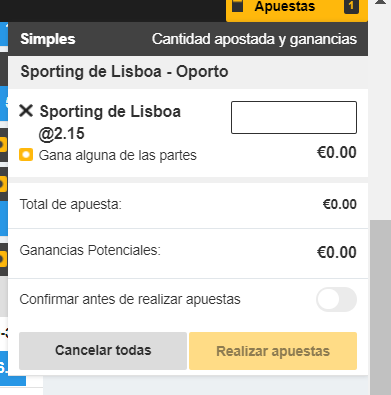 Apuestas 1
Simples Cantidad apostada y ganancias
Sporting de Lisboa - Oporto
Sporting de Lisboa
@2.15
Gana alguna de las partes €0.00
Total de apuesta: €0.00
Ganancias Potenciales: €0.00
Confirmar antes de realizar apuestas
Cancelar todas Realizar apuestas